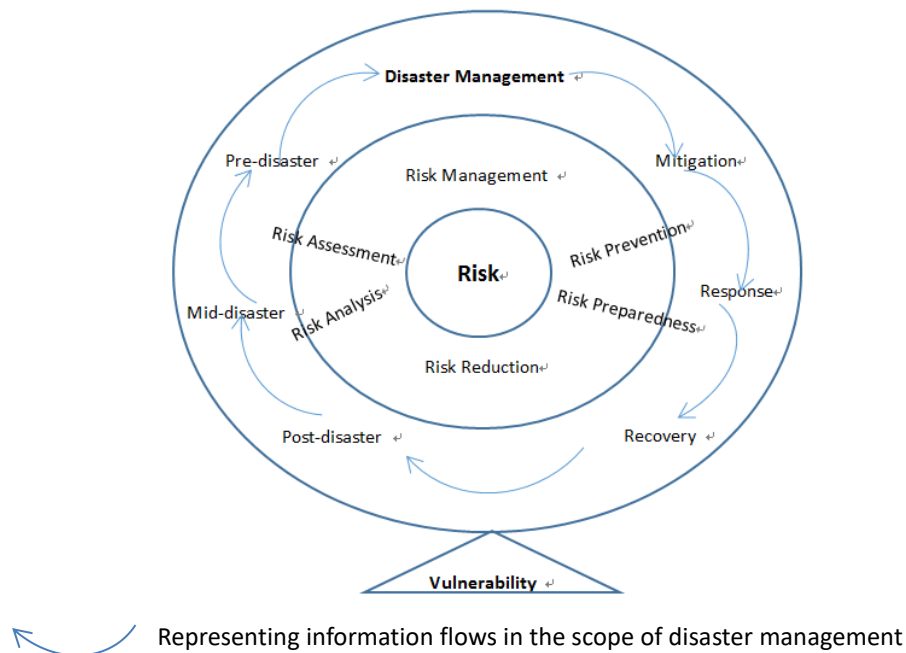 Disaster Management
Pre-disaster
Mitigation
Risk Management
Risk Assessment
Risk Prevention
Risk
Mid-disaster
Risk Analysis
Risk Preparedness
Response
Risk Reduction
Post-disaster
Recovery
Vulnerability
Representing information flows in the scope of disaster management